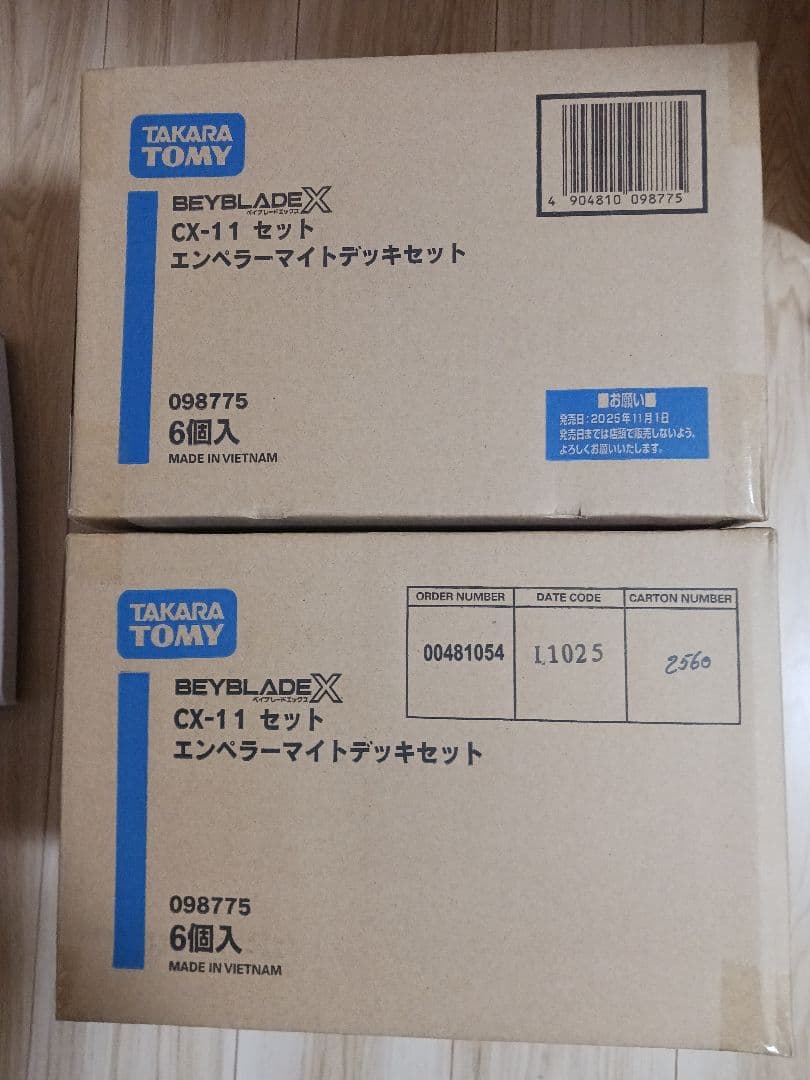 TAKARA
TOMY
BEYBLADE X
ベイブレードエックス
CX-11 セット
エンペラーマイトデッキセット
4 904810 098775
098775
6個入
MADE IN VIETNAM
■お願い■
発売日:2025年11月1日
発売日までは店頭で販売しないよう、
よろしくお願いいたします。
TAKARA
TOMY
BEYBLADE X
ベイブレードエックス
CX-11 セット
エンペラーマイトデッキセット
ORDER NUMBER DATE CODE CARTON NUMBER
00481054 L1025 2560
098775
6個入
MADE IN VIETNAM